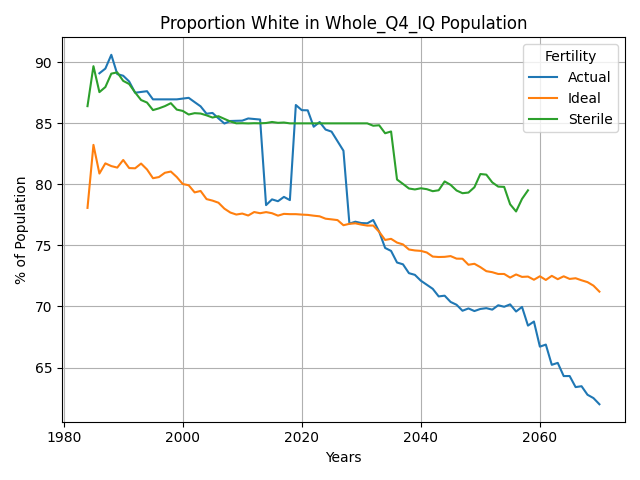 Proportion White in Whole_Q4_IQ Population
% of Population
90
85
80
75
70
65
1980
2000
2020
2040
2060
Years
Fertility
Actual
Ideal
Sterile